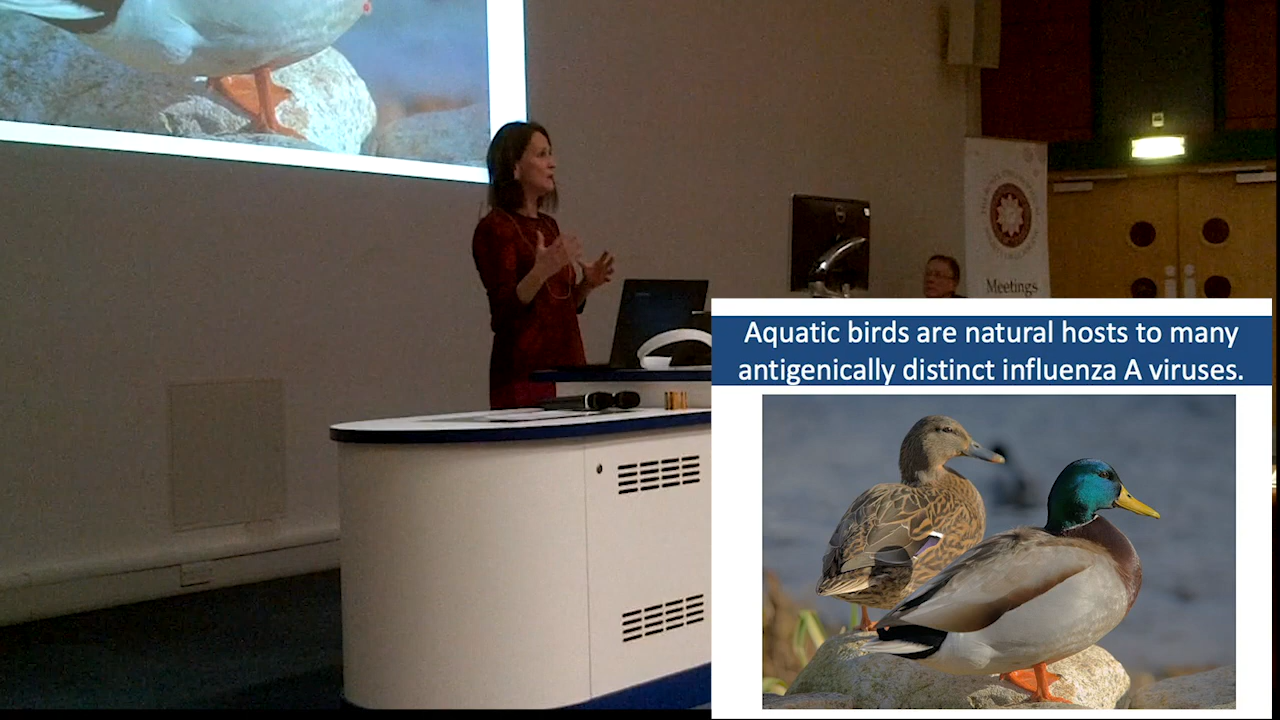 Meetings
Aquatic birds are natural hosts to many
antigenically distinct influenza A viruses.